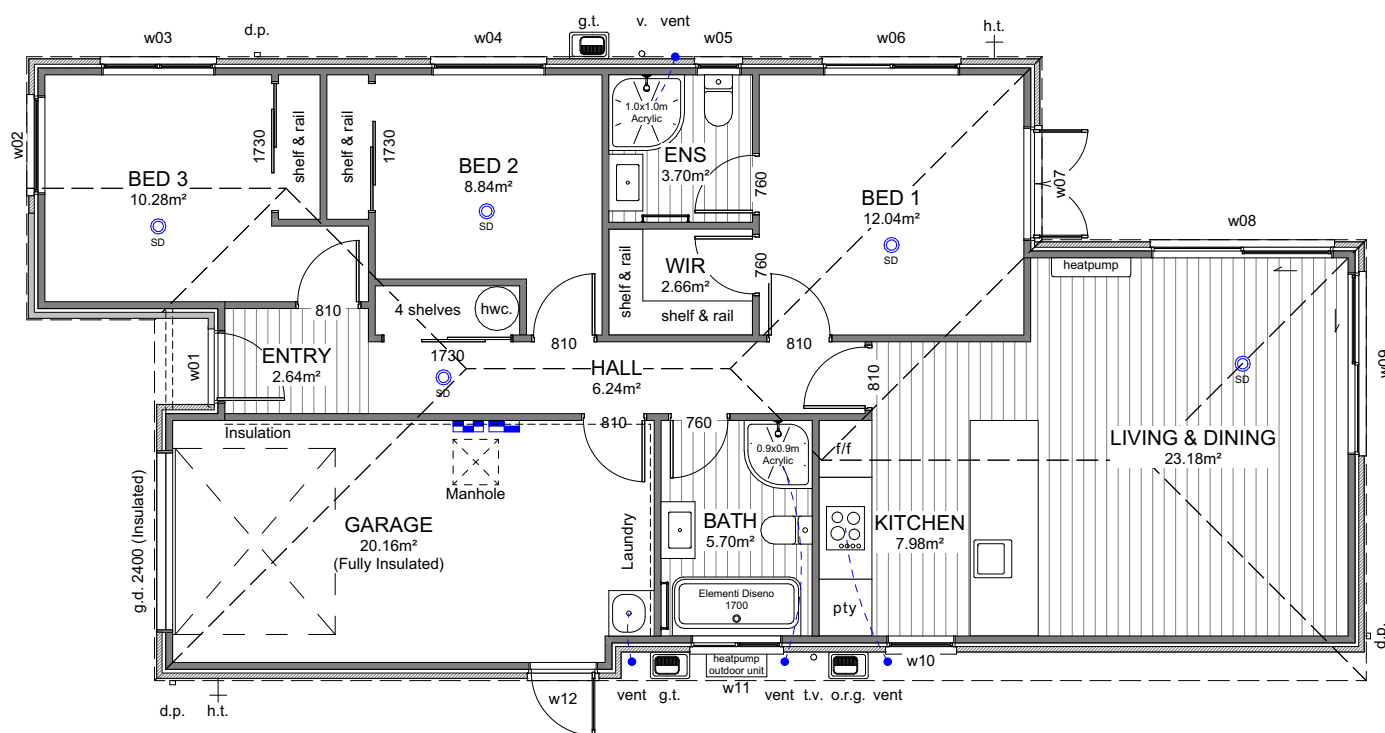 g.t.
v.
vent
h.t.
d.p.
w03
w04
w05
w06
1.0x1.0m
Acrylic
w02
1730
shelf & rail
shelf & rail
1730
BED 3
10.28m²
SD
BED 2
8.84m²
SD
ENS
3.70m²
760
BED 1
12.04m²
SD
w07
w08
heatpump
WIR
2.66m²
760
shelf & rail
shelf & rail
810
4 shelves
hwc.
w01
ENTRY
2.64m²
1730
SD
810
HALL
6.24m²
810
810
SD
w09
Insulation
810
760
0.9x0.9m
Acrylic
f/f
LIVING & DINING
23.18m²
Manhole
g.d. 2400 (Insulated)
GARAGE
20.16m²
(Fully Insulated)
Laundry
BATH
5.70m²
KITCHEN
7.98m²
Elementi Diseno
1700
pty
d.p.
heatpump
outdoor unit
w10
w11
w12
vent
g.t.
vent
t.v.
o.r.g.
vent
d.p.
h.t.